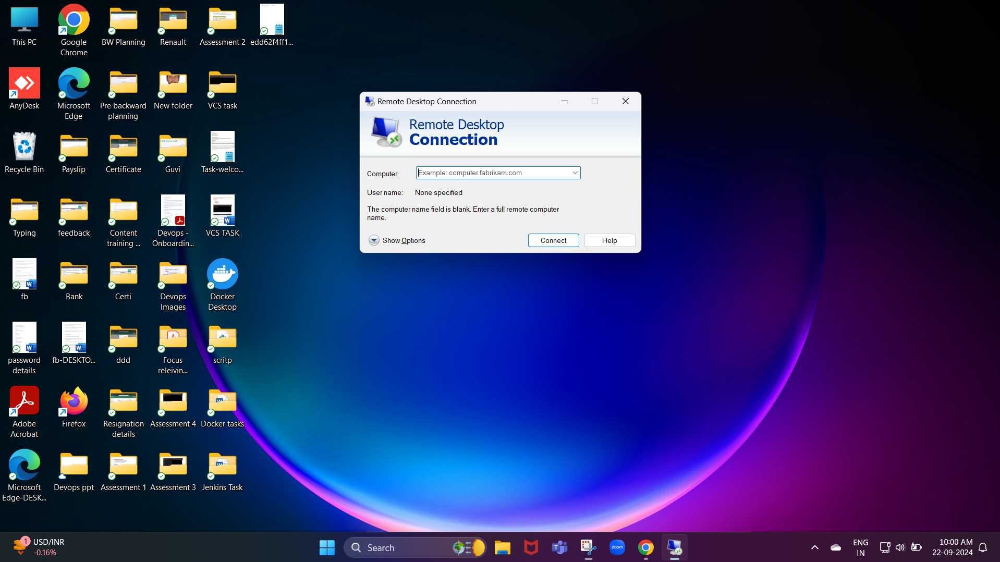 This PC
Google
Chrome
BW Planning
Renault
Assessment 2
edd62f4ff1...
AnyDesk
Microsoft
Edge
Pre backward
planning
New folder
VCS task
Recycle Bin
Payslip
Certificate
Guvi
Task-welco...
Typing
feedback
Content
training ...
Devops -
Onboardin...
VCS TASK
fb
Bank
Certi
Devops
Images
Docker
Desktop
password
details
fb-DESKTO...
ddd
Focus
releivin...
scritp
Adobe
Acrobat
Firefox
Resignation
details
Assessment 4
Docker tasks
Microsoft
Edge-DESK...
Devops ppt
Assessment 1
Assessment 3
Jenkins Task
Remote Desktop Connection
Remote Desktop
Connection
Computer:
Example: computer.fabrikam.com
User name:
None specified
The computer name field is blank. Enter a full remote computer
name.
Show Options
Connect
Help
1
USD/INR
-0.16%
Search
zoom
ENG
IN
10:00 AM
22-09-2024